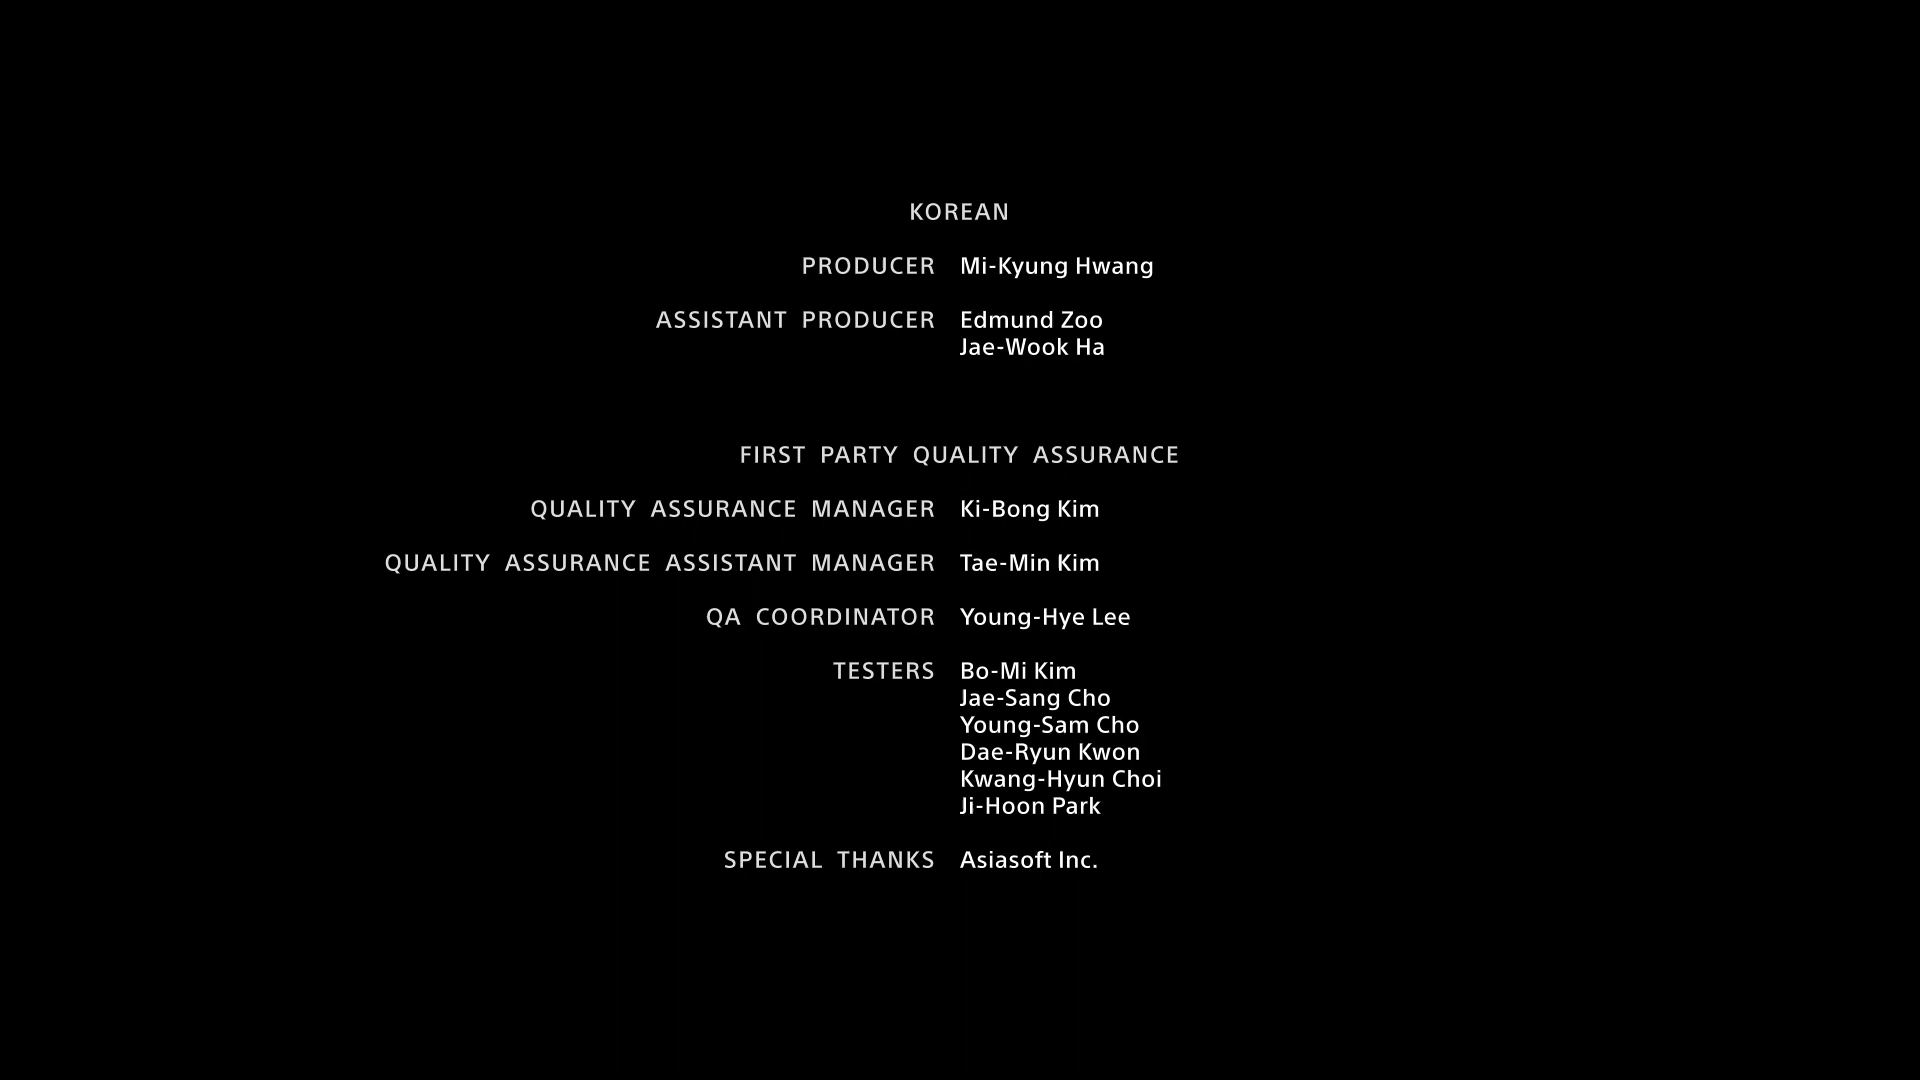 KOREAN
PRODUCER Mi-Kyung Hwang
ASSISTANT PRODUCER Edmund Zoo
Jae-Wook Ha
FIRST PARTY QUALITY ASSURANCE
QUALITY ASSURANCE MANAGER Ki-Bong Kim
QUALITY ASSURANCE ASSISTANT MANAGER Tae-Min Kim
QA COORDINATOR Young-Hye Lee
TESTERS Bo-Mi Kim
Jae-Sang Cho
Young-Sam Cho
Dae-Ryun Kwon
Kwang-Hyun Choi
Ji-Hoon Park
SPECIAL THANKS Asiasoft Inc.